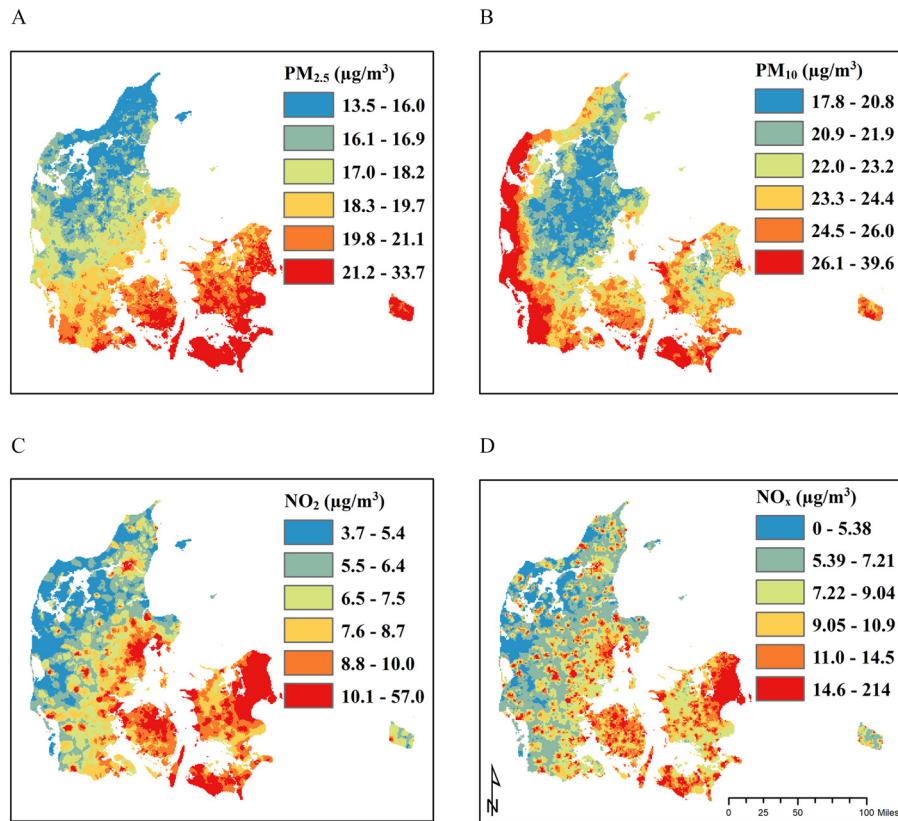 A
PM2.5 (µg/m3)
13.5 - 16.0
16.1 - 16.9
17.0 - 18.2
18.3 - 19.7
19.8 - 21.1
21.2 - 33.7
B
PM10 (µg/m3)
17.8 - 20.8
20.9 - 21.9
22.0 - 23.2
23.3 - 24.4
24.5 - 26.0
26.1 - 39.6
C
NO2 (µg/m3)
3.7 - 5.4
5.5 - 6.4
6.5 - 7.5
7.6 - 8.7
8.8 - 10.0
10.1 - 57.0
D
NOx (µg/m3)
0 - 5.38
5.39 - 7.21
7.22 - 9.04
9.05 - 10.9
11.0 - 14.5
14.6 - 214
N
0 25 50 100 Miles